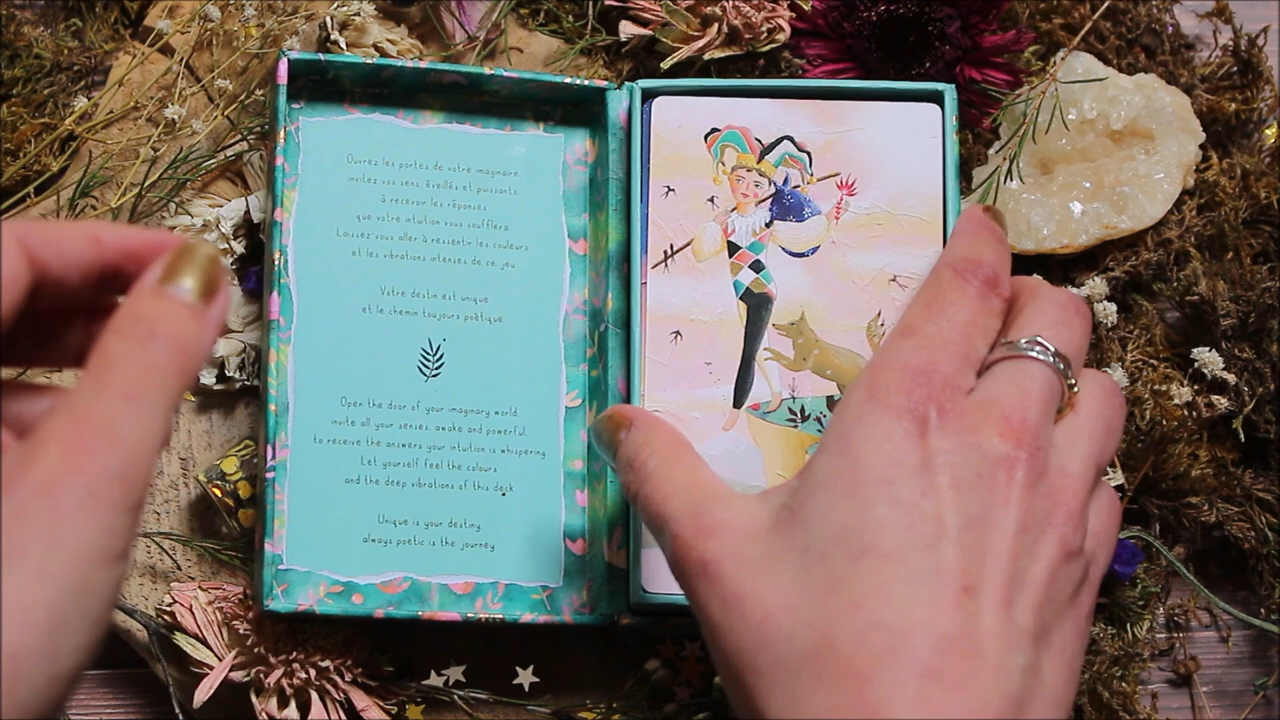 Ouvrez les portes de votre imaginaire,
invitez vos sens, éveillés et puissants,
à recevoir les réponses
que votre intuition vous soufflera
Laissez-vous aller à ressentir les couleurs
et les vibrations intenses de ce jeu
Votre destin est unique
et le chemin toujours poétique
Open the door of your imaginary world,
invite all your senses, awake and powerful,
to receive the answers your intuition is whispering
Let yourself feel the colours
and the deep vibrations of this deck
Unique is your destiny,
always poetic is the journey